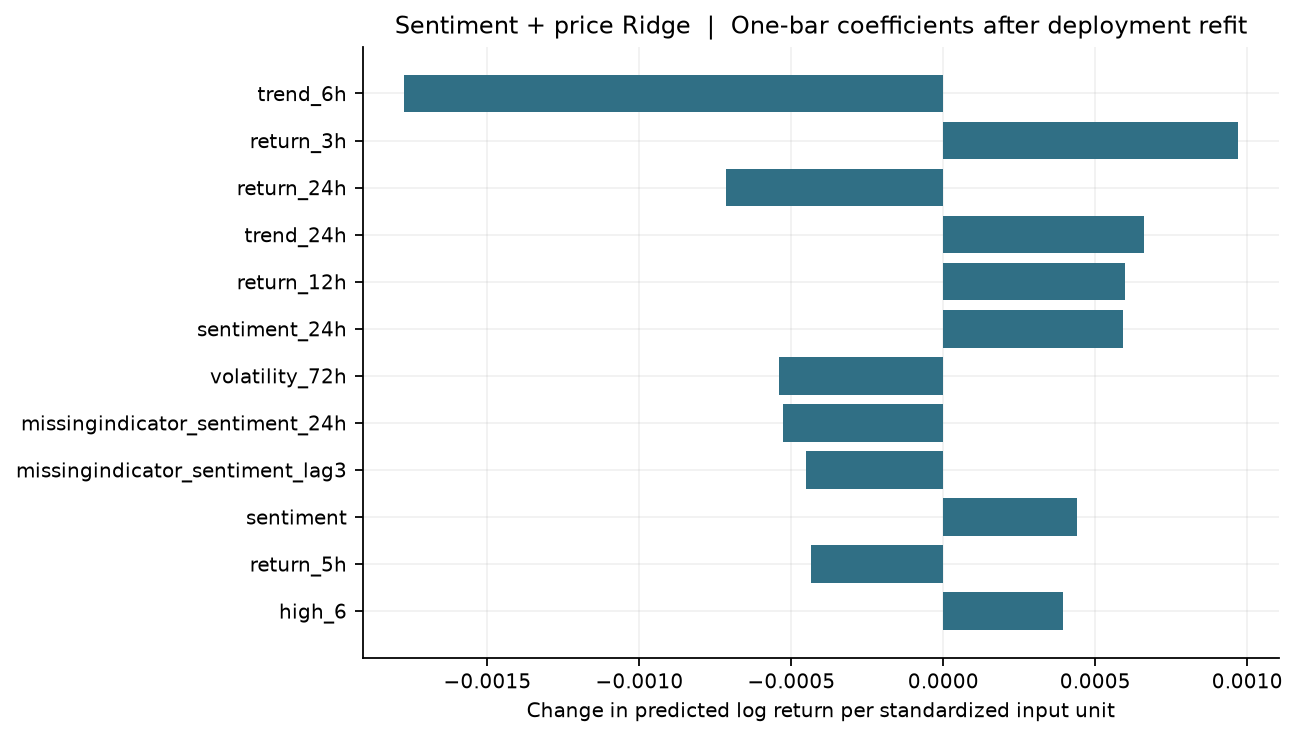 Sentiment + price Ridge | One-bar coefficients after deployment refit
trend_6h
return_3h
return_24h
trend_24h
return_12h
sentiment_24h
volatility_72h
missingindicator_sentiment_24h
missingindicator_sentiment_lag3
sentiment
return_5h
high_6
−0.0015 −0.0010 −0.0005 0.0000 0.0005 0.0010
Change in predicted log return per standardized input unit